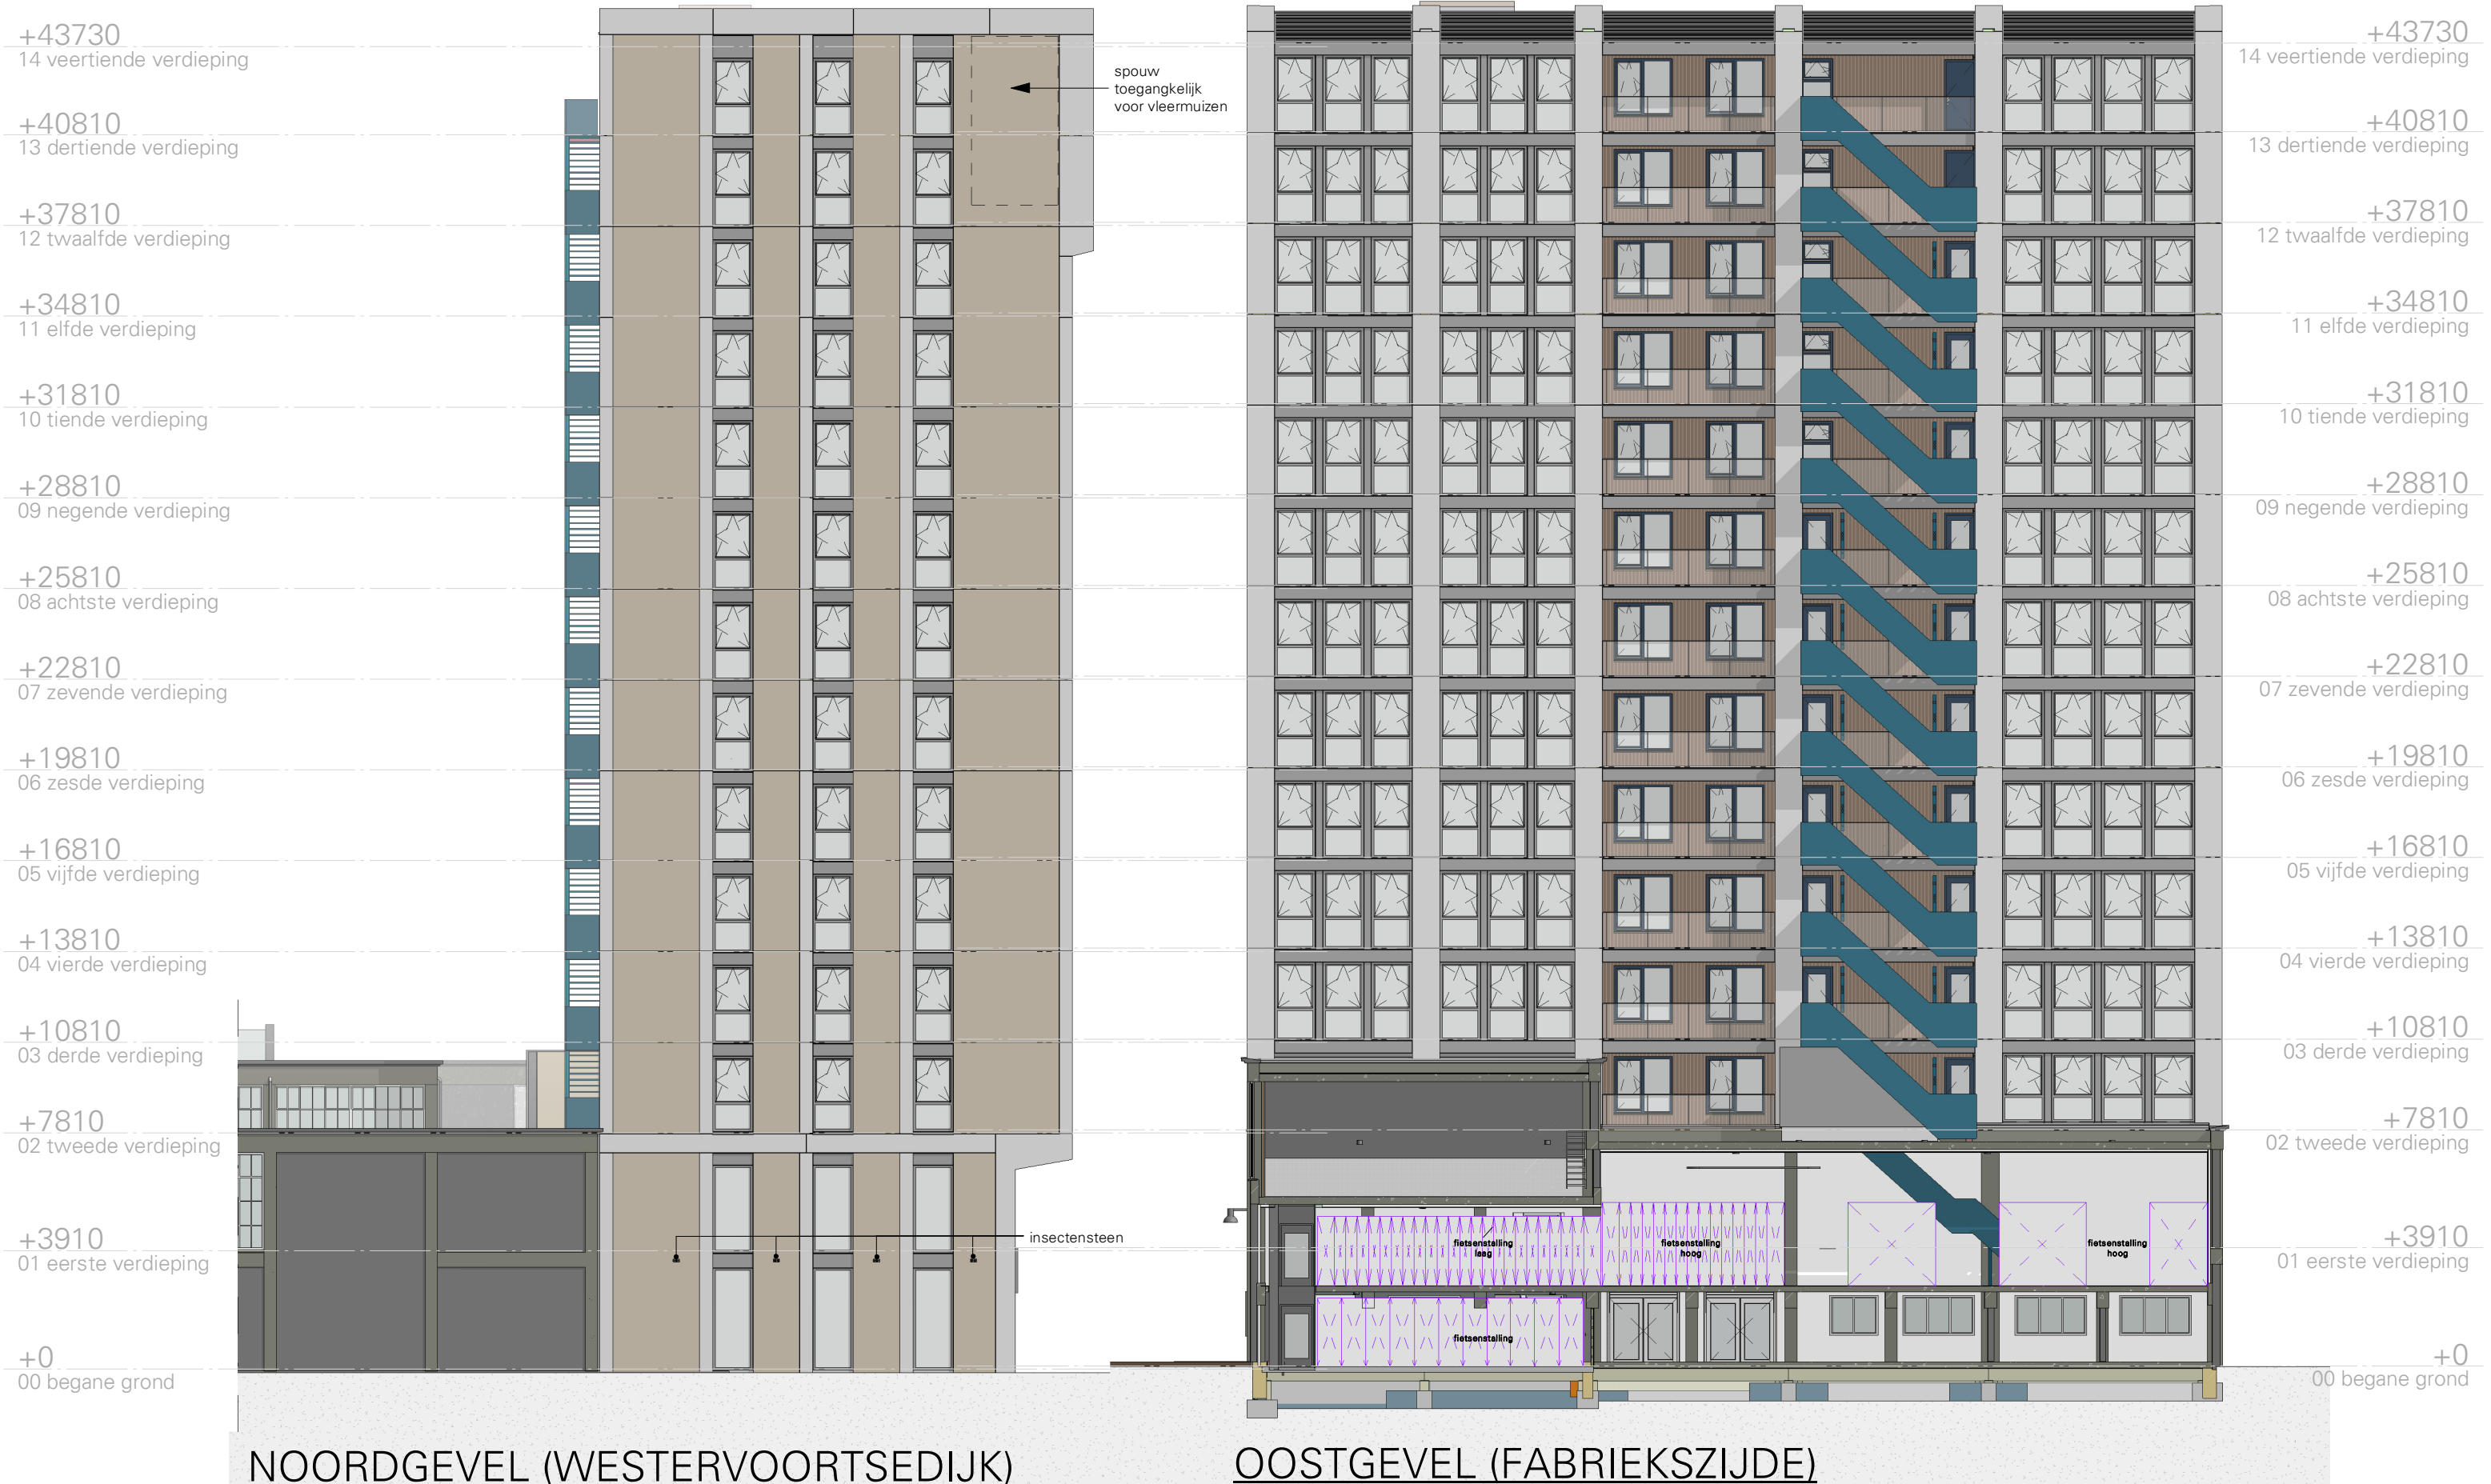 +43730
14 veertiende verdieping
+40810
13 dertiende verdieping
+37810
12 twaalfde verdieping
+34810
11 elfde verdieping
+31810
10 tiende verdieping
+28810
09 negende verdieping
+25810
08 achtste verdieping
+22810
07 zevende verdieping
+19810
06 zesde verdieping
+16810
05 vijfde verdieping
+13810
04 vierde verdieping
+10810
03 derde verdieping
+7810
02 tweede verdieping
+3910
01 eerste verdieping
+0
00 begane grond
spouw
toegangkelijk
voor vleermuizen
insectensteen
NOORDGEVEL (WESTERVOORTSEDIJK)
fietsenstalling
laag
fietsenstalling
hoog
fietsenstalling
hoog
fietsenstalling
OOSTGEVEL (FABRIEKSZIJDE)
+43730
14 veertiende verdieping
+40810
13 dertiende verdieping
+37810
12 twaalfde verdieping
+34810
11 elfde verdieping
+31810
10 tiende verdieping
+28810
09 negende verdieping
+25810
08 achtste verdieping
+22810
07 zevende verdieping
+19810
06 zesde verdieping
+16810
05 vijfde verdieping
+13810
04 vierde verdieping
+10810
03 derde verdieping
+7810
02 tweede verdieping
+3910
01 eerste verdieping
+0
00 begane grond